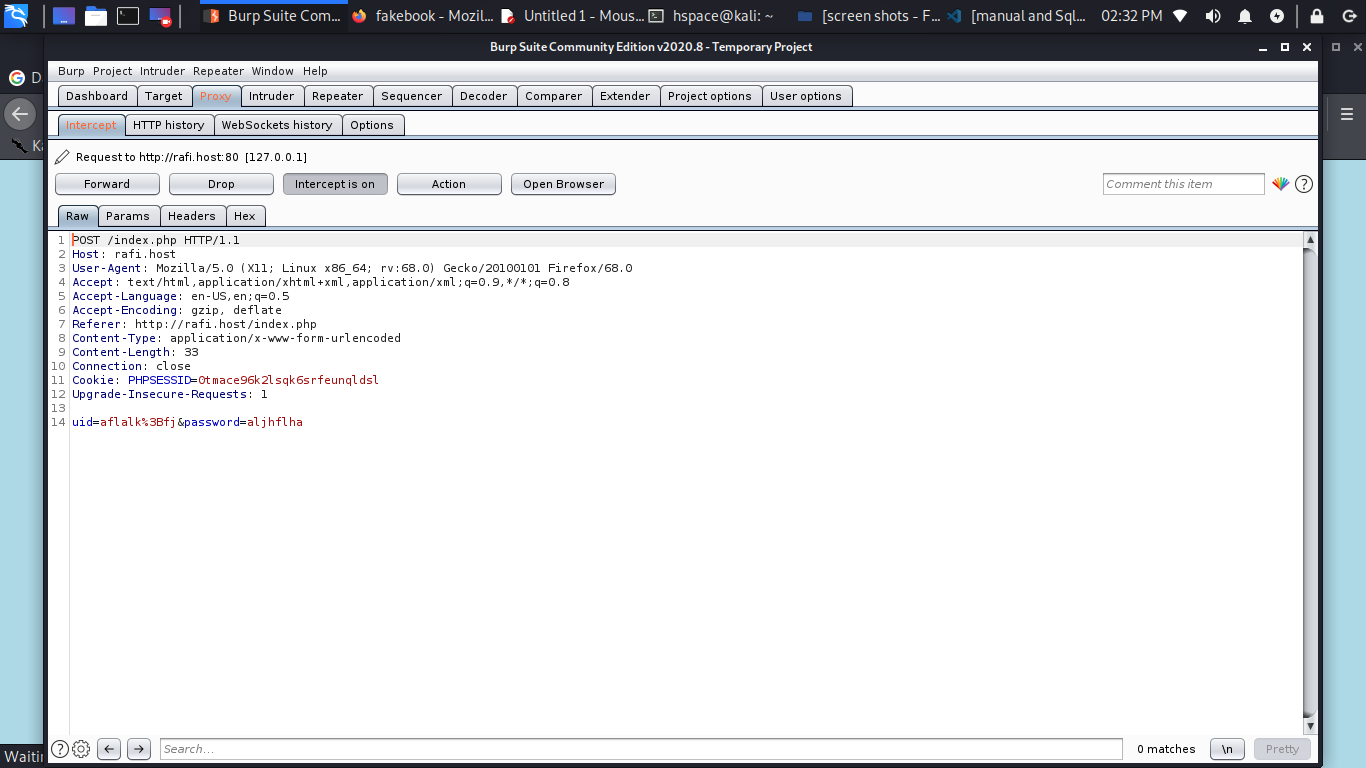 Burp Suite Com... fakebook - Mozil... Untitled 1 - Mous... hspace@kali: ~ [screen shots - F... [manual and Sql... 02:32 PM
Burp Suite Community Edition v2020.8 - Temporary Project
Burp Project Intruder Repeater Window Help
Dashboard Target Proxy Intruder Repeater Sequencer Decoder Comparer Extender Project options User options
Intercept HTTP history WebSockets history Options
Request to http://rafi.host:80 [127.0.0.1]
Forward Drop Intercept is on Action Open Browser Comment this item ?
Raw Params Headers Hex
1 POST /index.php HTTP/1.1
2 Host: rafi.host
3 User-Agent: Mozilla/5.0 (X11; Linux x86_64; rv:68.0) Gecko/20100101 Firefox/68.0
4 Accept: text/html,application/xhtml+xml,application/xml;q=0.9,*/*;q=0.8
5 Accept-Language: en-US,en;q=0.5
6 Accept-Encoding: gzip, deflate
7 Referer: http://rafi.host/index.php
8 Content-Type: application/x-www-form-urlencoded
9 Content-Length: 33
10 Connection: close
11 Cookie: PHPSESSID=0tmace96k2lsqk6srfeunqldsl
12 Upgrade-Insecure-Requests: 1
13
14 uid=aflalk%3Bfj&password=aljhflha
? Search... 0 matches \n Pretty